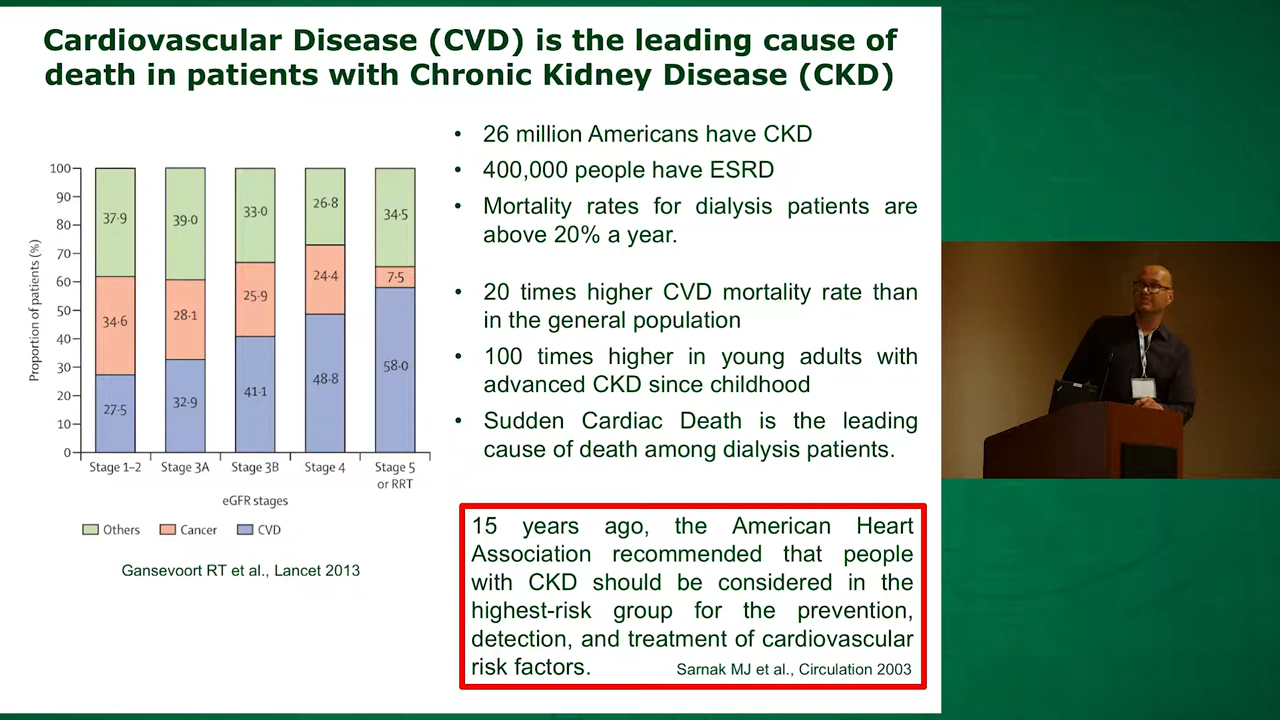 Cardiovascular Disease (CVD) is the leading cause of
death in patients with Chronic Kidney Disease (CKD)
Proportion of patients (%)
100
90
80
70
60
50
40
30
20
10
0
37·9
34·6
27·5
39·0
28·1
32·9
33·0
25·9
41·1
26·8
24·4
48·8
34·5
7·5
58·0
Stage 1–2
Stage 3A
Stage 3B
Stage 4
Stage 5
or RRT
eGFR stages
Others
Cancer
CVD
Gansevoort RT et al., Lancet 2013
• 26 million Americans have CKD
• 400,000 people have ESRD
• Mortality rates for dialysis patients are
above 20% a year.
• 20 times higher CVD mortality rate than
in the general population
• 100 times higher in young adults with
advanced CKD since childhood
• Sudden Cardiac Death is the leading
cause of death among dialysis patients.
15 years ago, the American Heart
Association recommended that people
with CKD should be considered in the
highest-risk group for the prevention,
detection, and treatment of cardiovascular
risk factors. Sarnak MJ et al., Circulation 2003